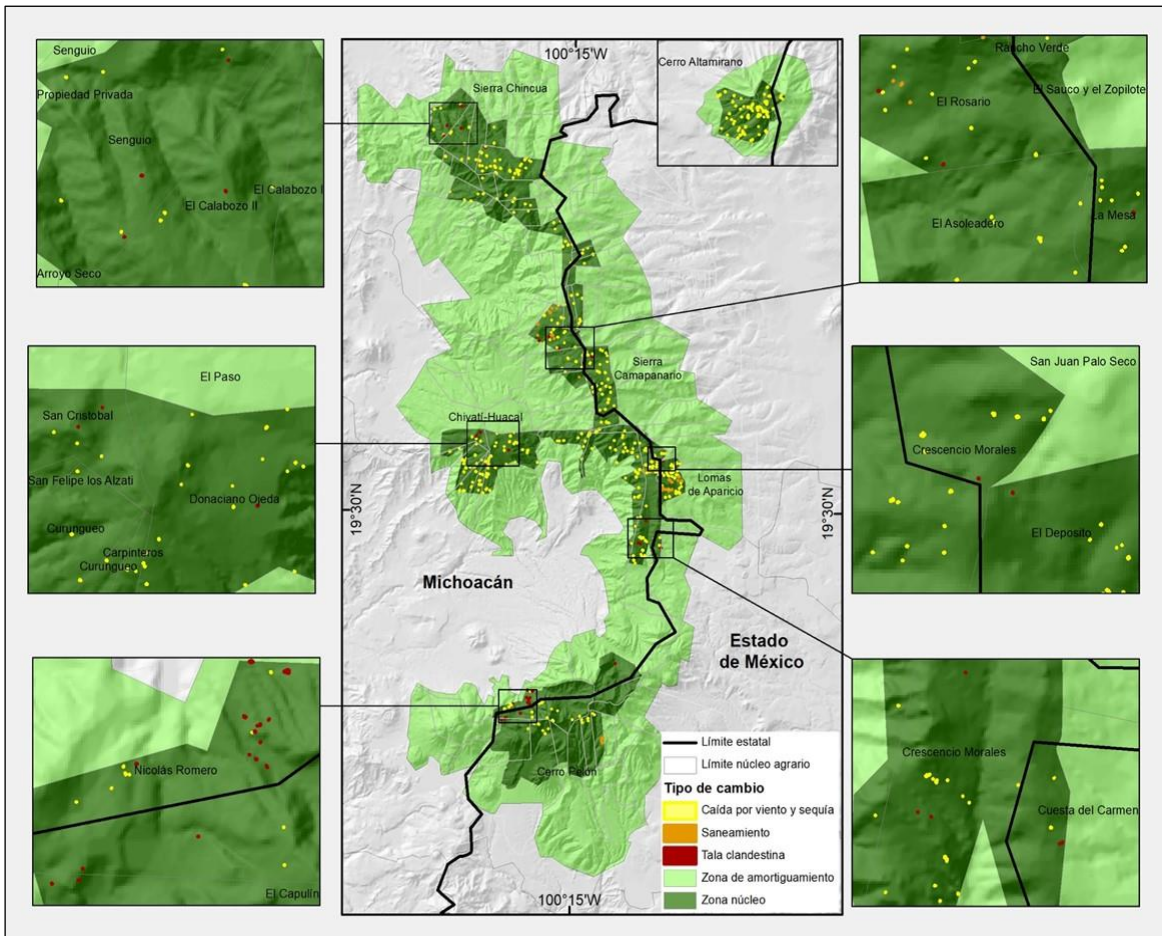 Senguio
Propiedad Privada
Senguio
El Calabozo I
El Calabozo II
Arroyo Seco
El Paso
San Cristobal
San Felipe los Alzati
Donaciano Ojeda
Curungueo
Carpinteros
Curungueo
Nicolás Romero
El Capulín
100°15'W
Sierra Chincua
Cerro Altamirano
Sierra
Camapanario
Chivatí-Huacal
19°30'N
19°30'N
Lomas
de Aparicio
Michoacán
Estado
de México
Cerro Pelón
100°15'W
Límite estatal
Límite núcleo agrario
Tipo de cambio
Caída por viento y sequía
Saneamiento
Tala clandestina
Zona de amortiguamiento
Zona núcleo
Rancho Verde
El Sauco y el Zopilote
El Rosario
La Mesa
El Asoleadero
San Juan Palo Seco
Crescencio Morales
El Deposito
Crescencio Morales
Cuesta del Carmen